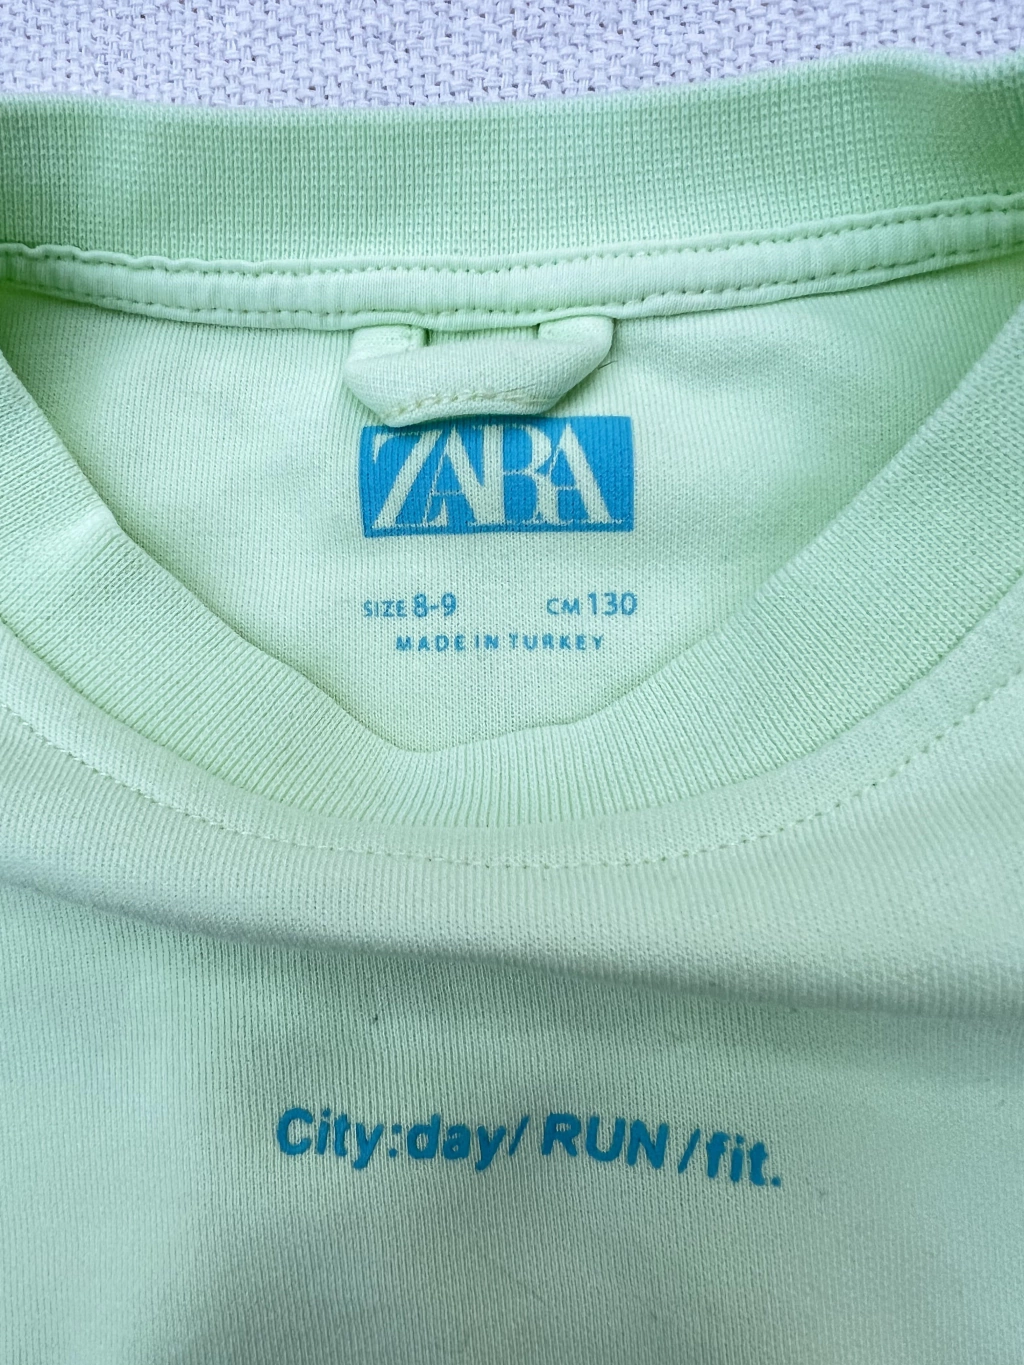 ZARA
SIZE 8-9 CM 130
MADE IN TURKEY
City:day/ RUN /fit.